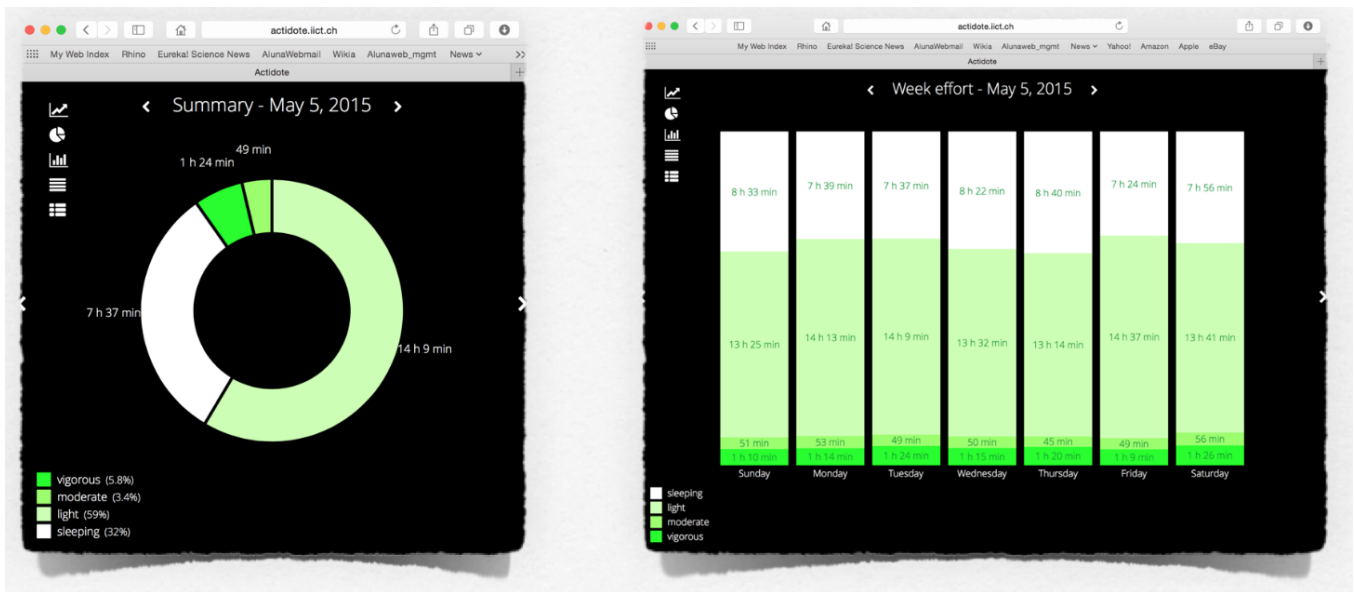 actidote.iict.ch
My Web Index Rhino Eureka! Science News AlunaWebmail Wikia Alunaweb_mgmt News
Actidote
Summary - May 5, 2015
49 min
1 h 24 min
7 h 37 min
14 h 9 min
vigorous (5.8%)
moderate (3.4%)
light (59%)
sleeping (32%)
actidote.iict.ch
My Web Index Rhino Eureka! Science News AlunaWebmail Wikia Alunaweb_mgmt News Yahoo! Amazon Apple eBay
Actidote
Week effort - May 5, 2015
8 h 33 min 7 h 39 min 7 h 37 min 8 h 22 min 8 h 40 min 7 h 24 min 7 h 56 min
13 h 25 min 14 h 13 min 14 h 9 min 13 h 32 min 13 h 14 min 14 h 37 min 13 h 41 min
51 min 53 min 49 min 50 min 45 min 49 min 56 min
1 h 10 min 1 h 14 min 1 h 24 min 1 h 15 min 1 h 20 min 1 h 9 min 1 h 26 min
Sunday Monday Tuesday Wednesday Thursday Friday Saturday
sleeping
light
moderate
vigorous